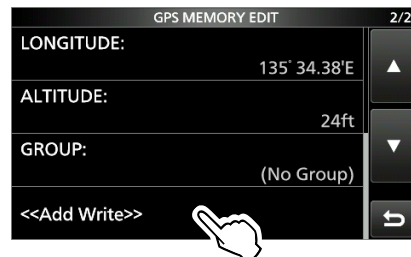 GPS MEMORY EDIT 2/2
LONGITUDE:
135°34.38'E
ALTITUDE:
24ft
GROUP:
(No Group)
<<Add Write>>